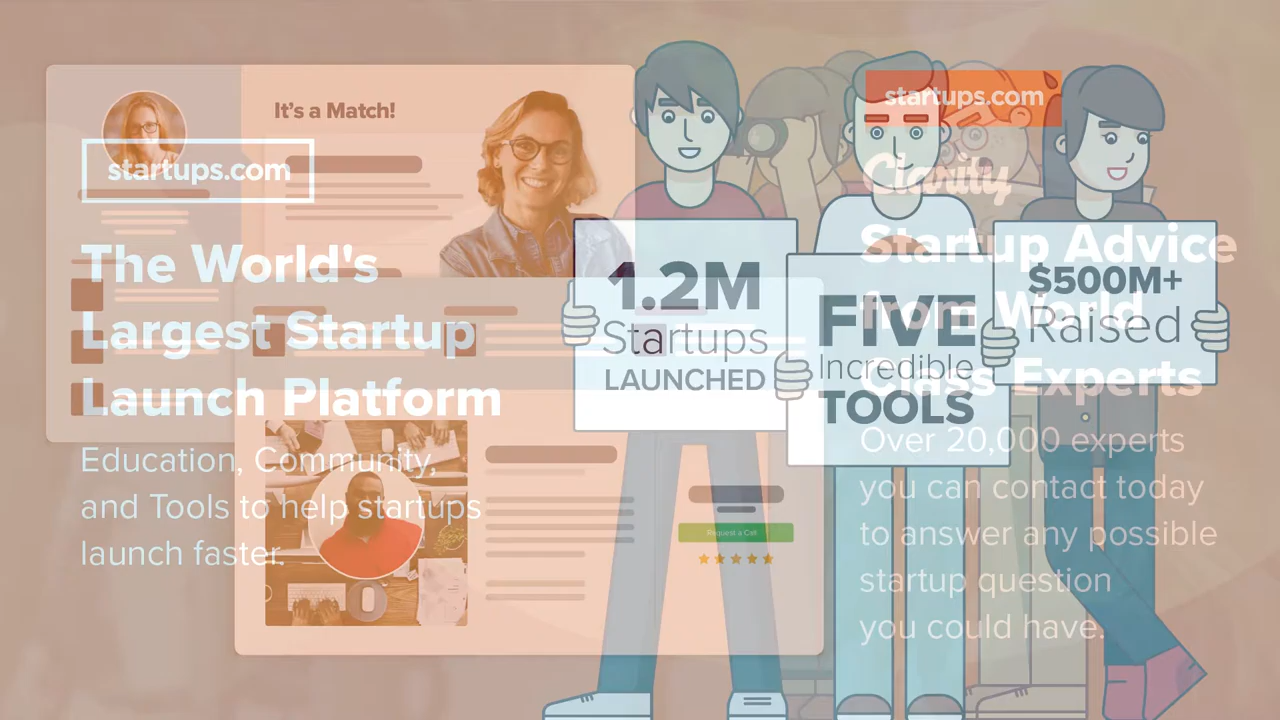 It's a Match!
startups.com
The World's
Largest Startup
Launch Platform
Education, Community,
and Tools to help startups
launch faster.
1.2M
Startups
LAUNCHED
FIVE
Incredible
TOOLS
$500M+
Raised
Request a Call
startups.com
Clarity
Startup Advice
from World
Class Experts
Over 20,000 experts
you can contact today
to answer any possible
startup question
you could have.